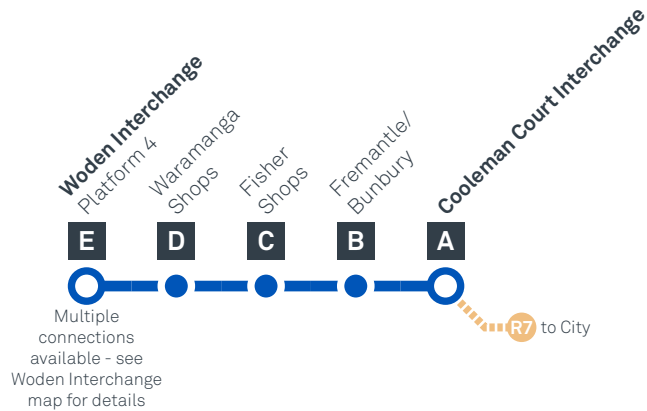 Woden Interchange
Platform 4
Waramanga
Shops
Fisher
Shops
Fremantle/
Bunbury
Cooleman Court Interchange
E
D
C
B
A
Multiple
connections
available - see
Woden Interchange
map for details
R7 to City